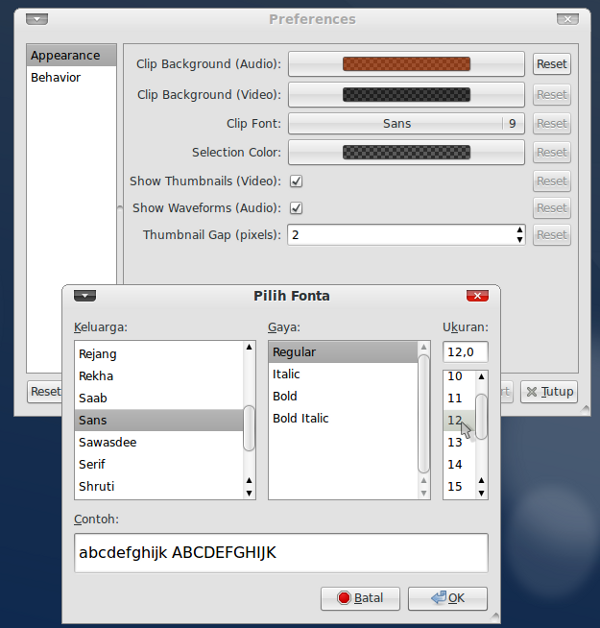 Preferences
Appearance
Behavior
Clip Background (Audio):
Reset
Clip Background (Video):
Reset
Clip Font:
Sans
9
Reset
Selection Color:
Reset
Show Thumbnails (Video):
Reset
Show Waveforms (Audio):
Reset
Thumbnail Gap (pixels):
2
Reset
Reset
Tutup
Pilih Fonta
Keluarga:
Gaya:
Ukuran:
Rejang
Rekha
Saab
Sans
Sawasdee
Serif
Shruti
Regular
Italic
Bold
Bold Italic
12,0
10
11
12
13
14
15
Contoh:
abcdefghijk ABCDEFGHIJK
Batal
OK